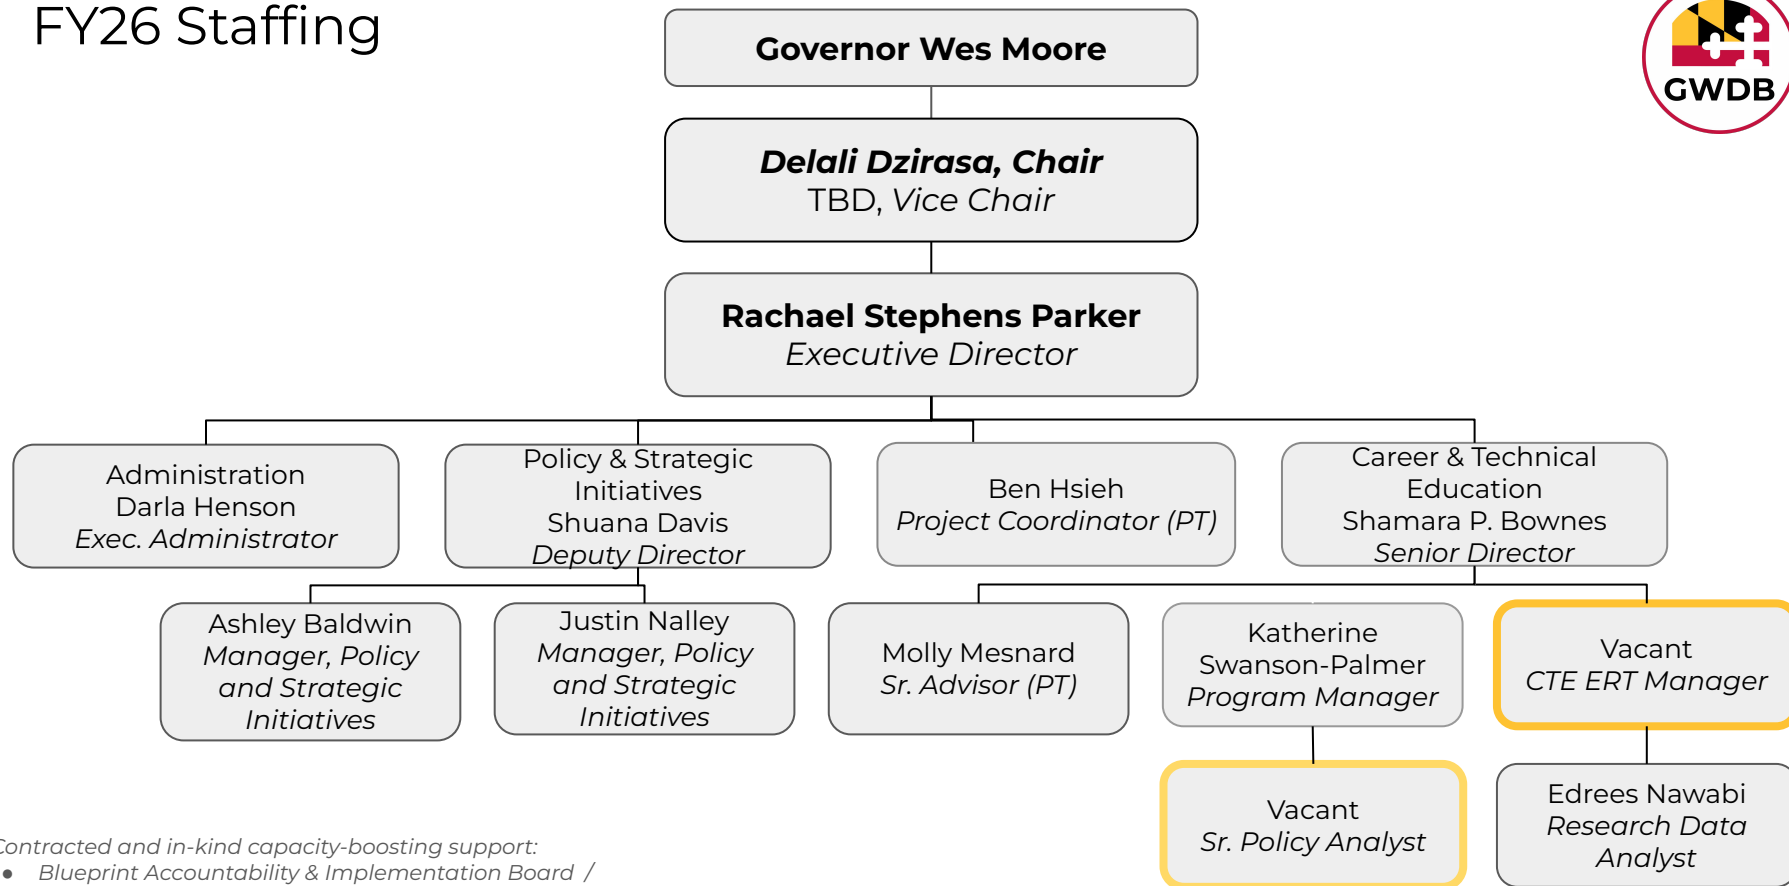 FY26 Staffing
GWDB
Governor Wes Moore
Delali Dzirasa, Chair
TBD, Vice Chair
Rachael Stephens Parker
Executive Director
Administration
Darla Henson
Exec. Administrator
Policy & Strategic
Initiatives
Shuana Davis
Deputy Director
Ben Hsieh
Project Coordinator (PT)
Career & Technical
Education
Shamara P. Bownes
Senior Director
Ashley Baldwin
Manager, Policy
and Strategic
Initiatives
Justin Nalley
Manager, Policy
and Strategic
Initiatives
Molly Mesnard
Sr. Advisor (PT)
Katherine
Swanson-Palmer
Program Manager
Vacant
CTE ERT Manager
Vacant
Sr. Policy Analyst
Edrees Nawabi
Research Data
Analyst
Contracted and in-kind capacity-boosting support:
● Blueprint Accountability & Implementation Board /